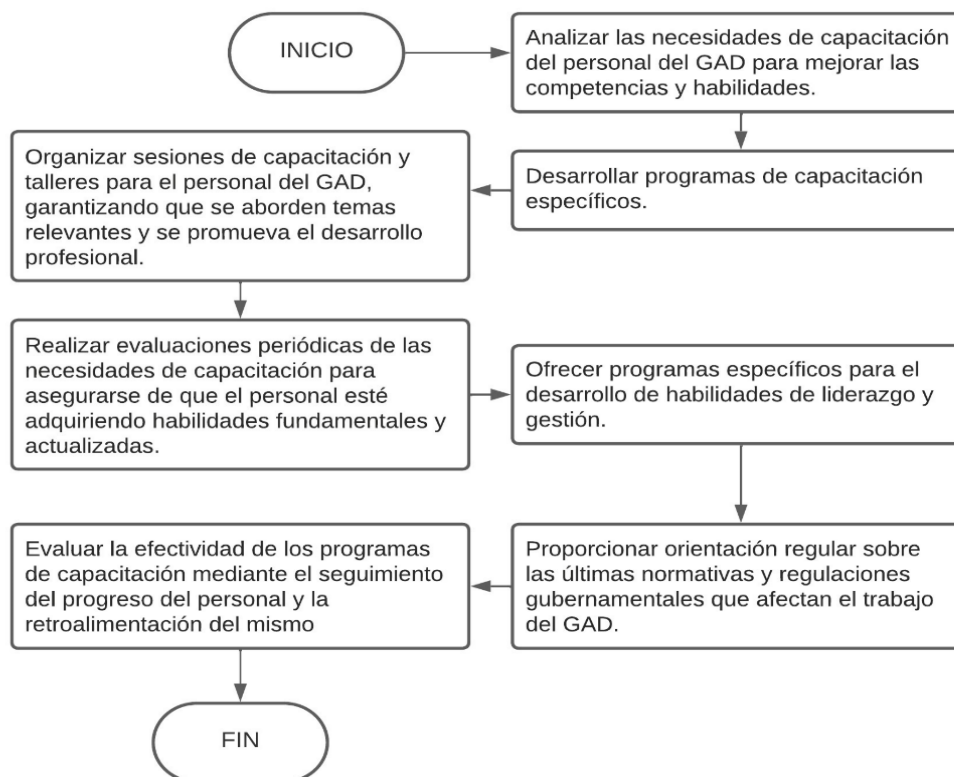 INICIO
Analizar las necesidades de capacitación
del personal del GAD para mejorar las
competencias y habilidades.
Desarrollar programas de capacitación
específicos.
Organizar sesiones de capacitación y
talleres para el personal del GAD,
garantizando que se aborden temas
relevantes y se promueva el desarrollo
profesional.
Realizar evaluaciones periódicas de las
necesidades de capacitación para
asegurarse de que el personal esté
adquiriendo habilidades fundamentales y
actualizadas.
Ofrecer programas específicos para el
desarrollo de habilidades de liderazgo y
gestión.
Proporcionar orientación regular sobre
las últimas normativas y regulaciones
gubernamentales que afectan el trabajo
del GAD.
Evaluar la efectividad de los programas
de capacitación mediante el seguimiento
del progreso del personal y la
retroalimentación del mismo
FIN